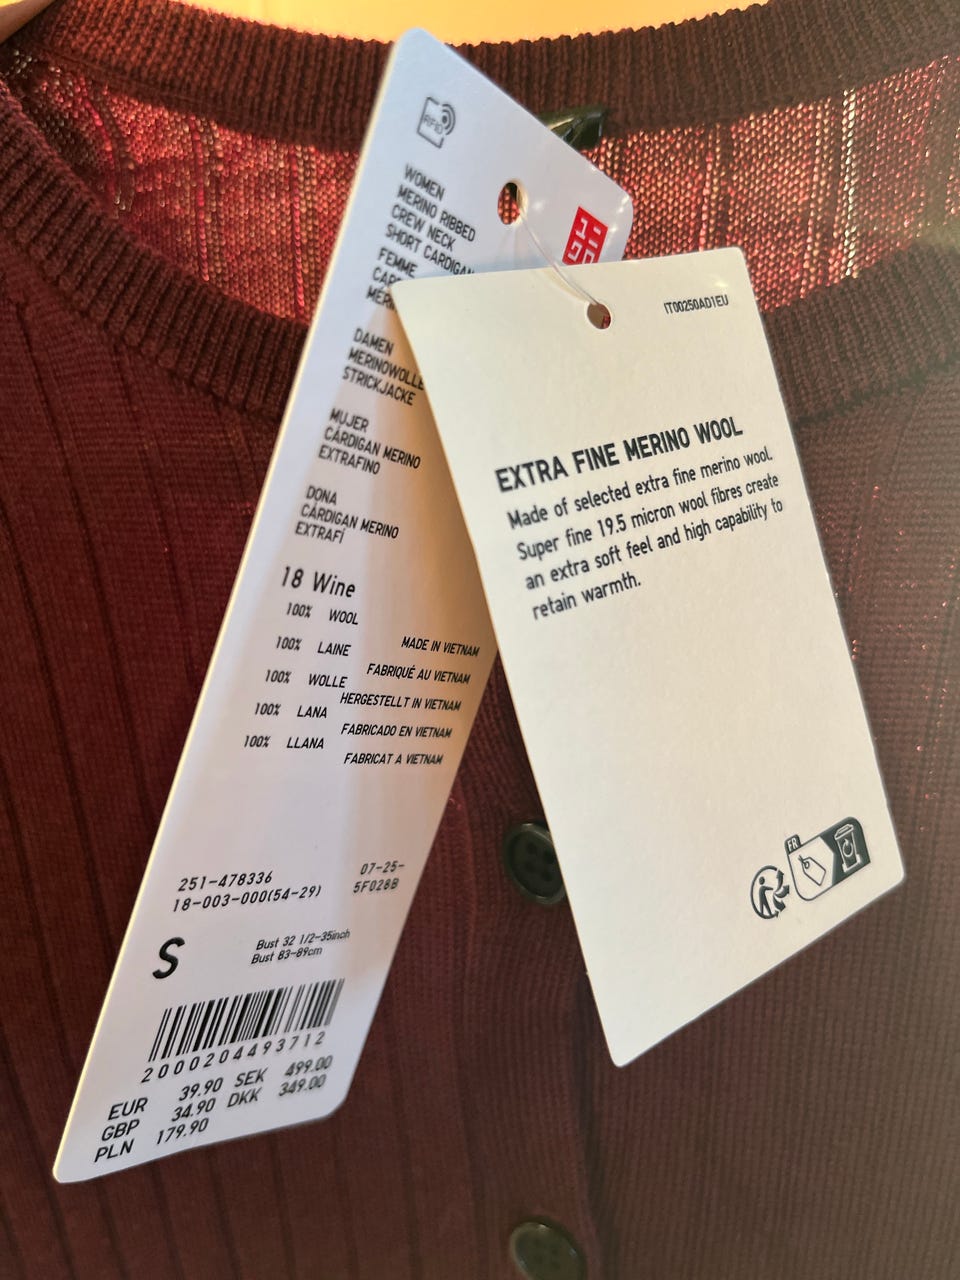 RFID
WOMEN
MERINO RIBBED
CREW NECK
SHORT CARDIGAN
FEMME
DAMEN
MERINOWOLLE
STRICKJACKE
MUJER
CÁRDIGAN MERINO
EXTRAFINO
DONA
CÀRDIGAN MERINO
EXTRAFÍ
18 Wine
100% WOOL
100% LAINE
100% WOLLE
100% LANA
100% LLANA
MADE IN VIETNAM
FABRIQUÉ AU VIETNAM
HERGESTELLT IN VIETNAM
FABRICADO EN VIETNAM
FABRICAT A VIETNAM
251-478336
18-003-000(54-29)
07-25-
5F028B
S
Bust 32 1/2-35inch
Bust 83-89cm
2000204493712
EUR 39.90 SEK 499.00
GBP 34.90 DKK 349.00
PLN 179.90
IT00250AD1EU
EXTRA FINE MERINO WOOL
Made of selected extra fine merino wool.
Super fine 19.5 micron wool fibres create
an extra soft feel and high capability to
retain warmth.
FR